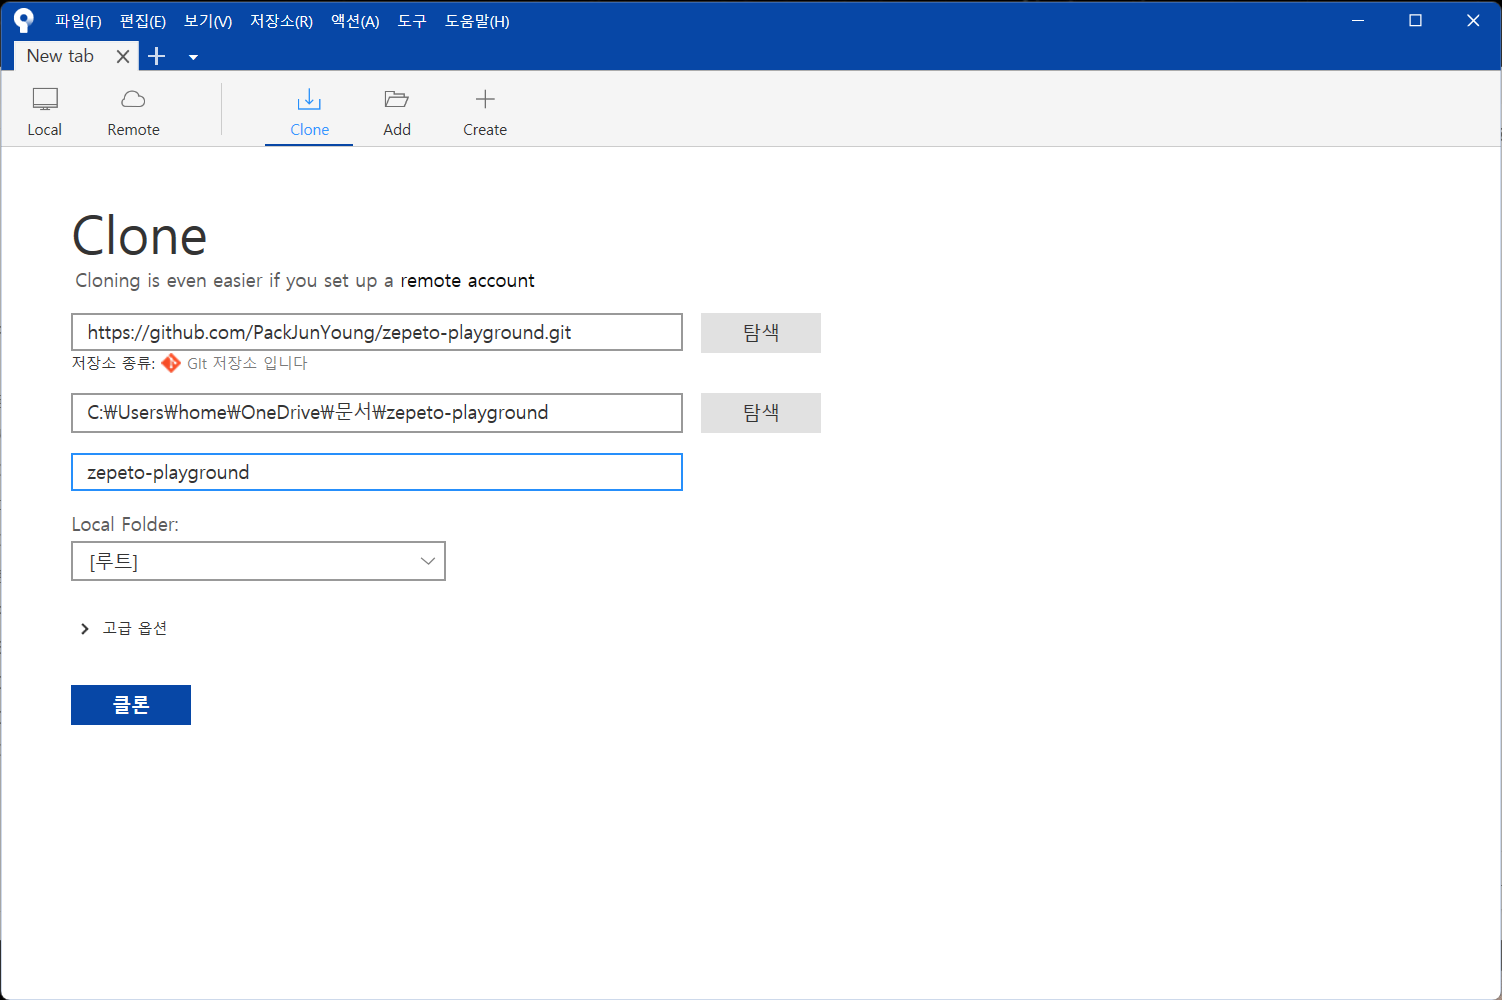 파일(F) 편집(E) 보기(V) 저장소(R) 액션(A) 도구 도움말(H)
New tab
Local Remote Clone Add Create
Clone
Cloning is even easier if you set up a remote account
https://github.com/PackJunYoung/zepeto-playground.git 탐색
저장소 종류: GIt 저장소 입니다
C:₩Users₩home₩OneDrive₩문서₩zepeto-playground 탐색
zepeto-playground
Local Folder:
[루트]
고급 옵션
클론